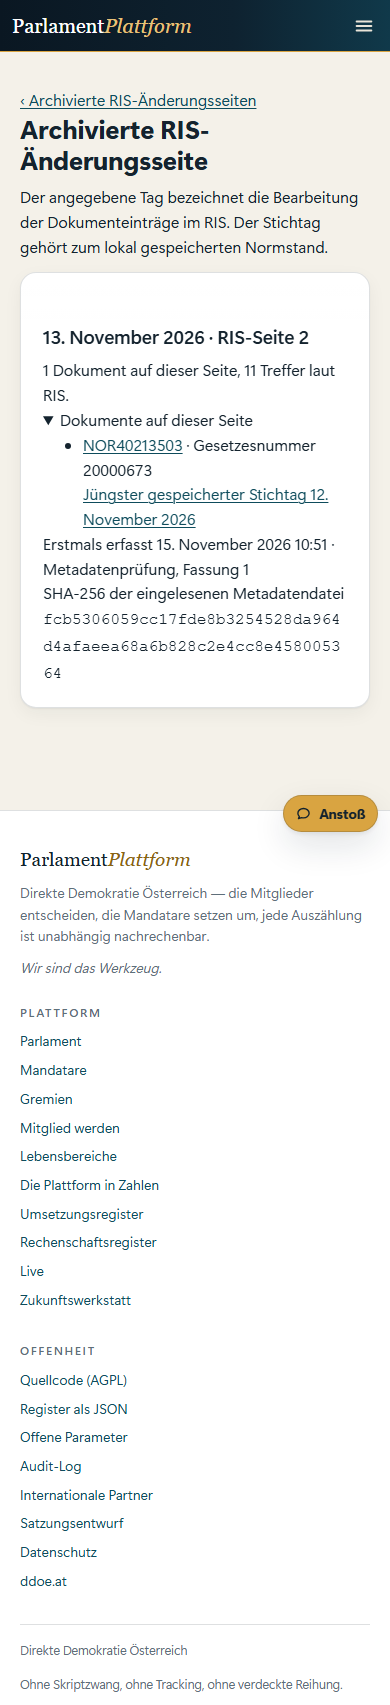 ParlamentPlattform
‹ Archivierte RIS-Änderungsseiten
Archivierte RIS-
Änderungsseite
Der angegebene Tag bezeichnet die Bearbeitung
der Dokumenteinträge im RIS. Der Stichtag
gehört zum lokal gespeicherten Normstand.
13. November 2026 · RIS-Seite 2
1 Dokument auf dieser Seite, 11 Treffer laut
RIS.
▼ Dokumente auf dieser Seite
• NOR40213503 · Gesetzesnummer
20000673
Jüngster gespeicherter Stichtag 12.
November 2026
Erstmals erfasst 15. November 2026 10:51 ·
Metadatenprüfung, Fassung 1
SHA-256 der eingelesenen Metadatendatei
fcb5306059cc17fde8b3254528da964
d4afaeea68a6b828c2e4cc8e4580053
64
Anstoß
ParlamentPlattform
Direkte Demokratie Österreich — die Mitglieder
entscheiden, die Mandatare setzen um, jede Auszählung
ist unabhängig nachrechenbar.
Wir sind das Werkzeug.
PLATTFORM
Parlament
Mandatare
Gremien
Mitglied werden
Lebensbereiche
Die Plattform in Zahlen
Umsetzungsregister
Rechenschaftsregister
Live
Zukunftswerkstatt
OFFENHEIT
Quellcode (AGPL)
Register als JSON
Offene Parameter
Audit-Log
Internationale Partner
Satzungsentwurf
Datenschutz
ddoe.at
Direkte Demokratie Österreich
Ohne Skriptzwang, ohne Tracking, ohne verdeckte Reihung.